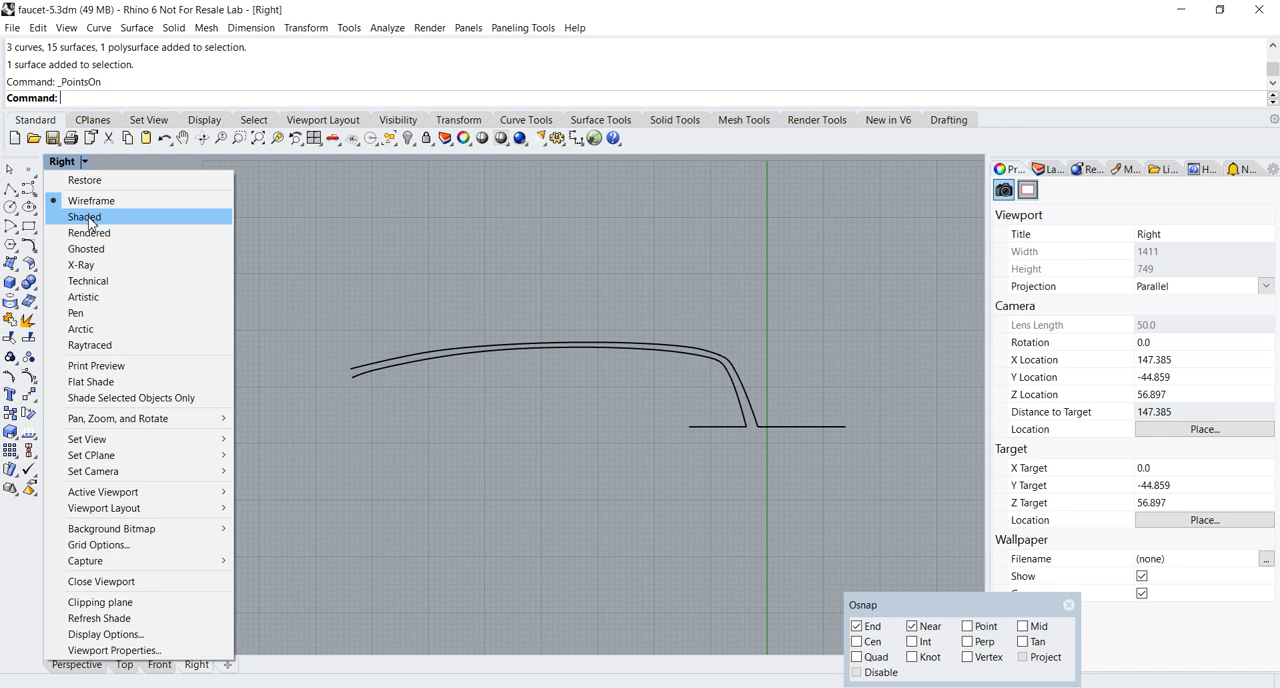 faucet-5.3dm (49 MB) - Rhino 6 Not For Resale Lab - [Right]
File Edit View Curve Surface Solid Mesh Dimension Transform Tools Analyze Render Panels Paneling Tools Help
3 curves, 15 surfaces, 1 polysurface added to selection.
1 surface added to selection.
Command: _PointsOn
Command:
Standard CPlanes Set View Display Select Viewport Layout Visibility Transform Curve Tools Surface Tools Solid Tools Mesh Tools Render Tools New in V6 Drafting
Right
Restore
Wireframe
Shaded
Rendered
Ghosted
X-Ray
Technical
Artistic
Pen
Arctic
Raytraced
Print Preview
Flat Shade
Shade Selected Objects Only
Pan, Zoom, and Rotate
Set View
Set CPlane
Set Camera
Active Viewport
Viewport Layout
Background Bitmap
Grid Options...
Capture
Close Viewport
Clipping plane
Refresh Shade
Display Options...
Viewport Properties...
Perspective Top Front Right
Pr... La... Re... M... Li... H... N...
Viewport
Title Right
Width 1411
Height 749
Projection Parallel
Camera
Lens Length 50.0
Rotation 0.0
X Location 147.385
Y Location -44.859
Z Location 56.897
Distance to Target 147.385
Location Place...
Target
X Target 0.0
Y Target -44.859
Z Target 56.897
Location Place...
Wallpaper
Filename (none) ...
Show
Osnap
End Near Point Mid
Cen Int Perp Tan
Quad Knot Vertex Project
Disable